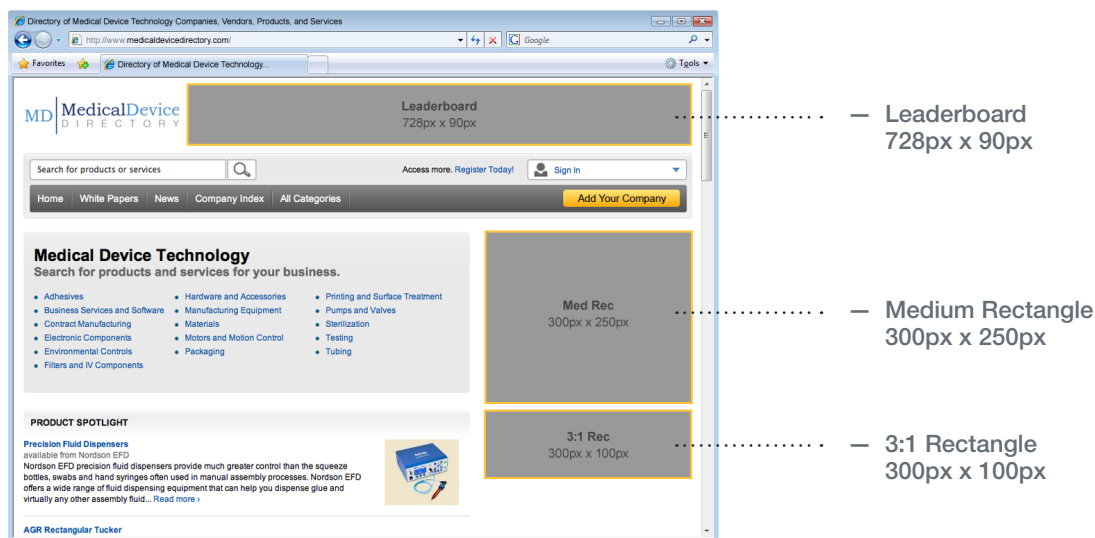 Directory of Medical Device Technology Companies, Vendors, Products, and Services
http://www.medicaldevicedirectory.com/
Google
Favorites
Directory of Medical Device Technology...
Tools
MD MedicalDevice
DIRECTORY
Leaderboard
728px x 90px
— Leaderboard
728px x 90px
Search for products or services
Access more. Register Today!
Sign In
Home White Papers News Company Index All Categories
Add Your Company
Medical Device Technology
Search for products and services for your business.
• Adhesives
• Business Services and Software
• Contract Manufacturing
• Electronic Components
• Environmental Controls
• Filters and IV Components
• Hardware and Accessories
• Manufacturing Equipment
• Materials
• Motors and Motion Control
• Packaging
• Printing and Surface Treatment
• Pumps and Valves
• Sterilization
• Testing
• Tubing
Med Rec
300px x 250px
— Medium Rectangle
300px x 250px
PRODUCT SPOTLIGHT
Precision Fluid Dispensers
available from Nordson EFD
Nordson EFD precision fluid dispensers provide much greater control than the squeeze
bottles, swabs and hand syringes often used in manual assembly processes. Nordson EFD
offers a wide range of fluid dispensing equipment that can help you dispense glue and
virtually any other assembly fluid... Read more ›
3:1 Rec
300px x 100px
— 3:1 Rectangle
300px x 100px
AGR Rectangular Tucker